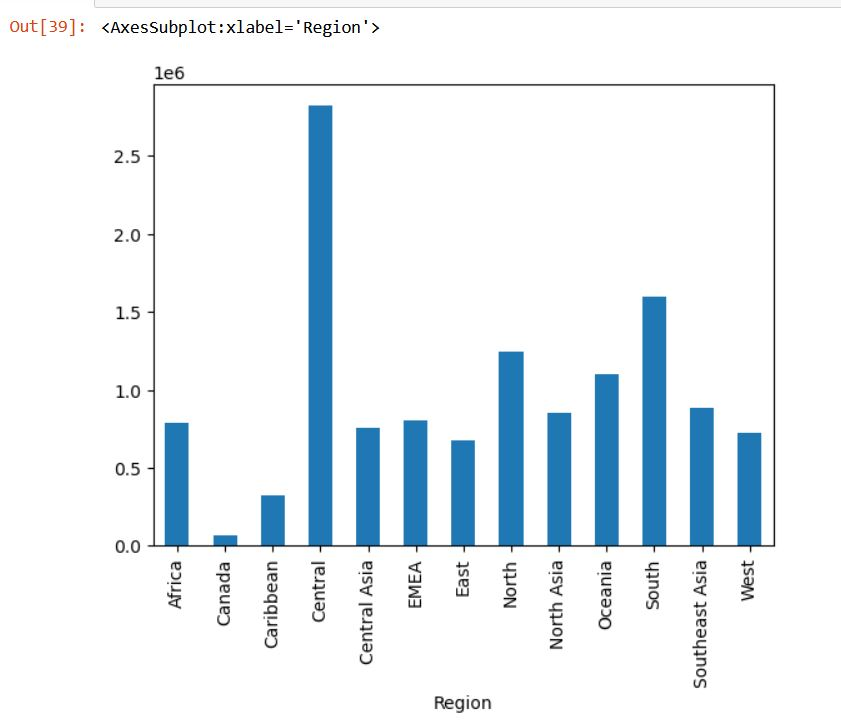 Out[39]: <AxesSubplot:xlabel='Region'>
1e6
2.5
2.0
1.5
1.0
0.5
0.0
Africa
Canada
Caribbean
Central
Central Asia
EMEA
East
North
North Asia
Oceania
South
Southeast Asia
West
Region